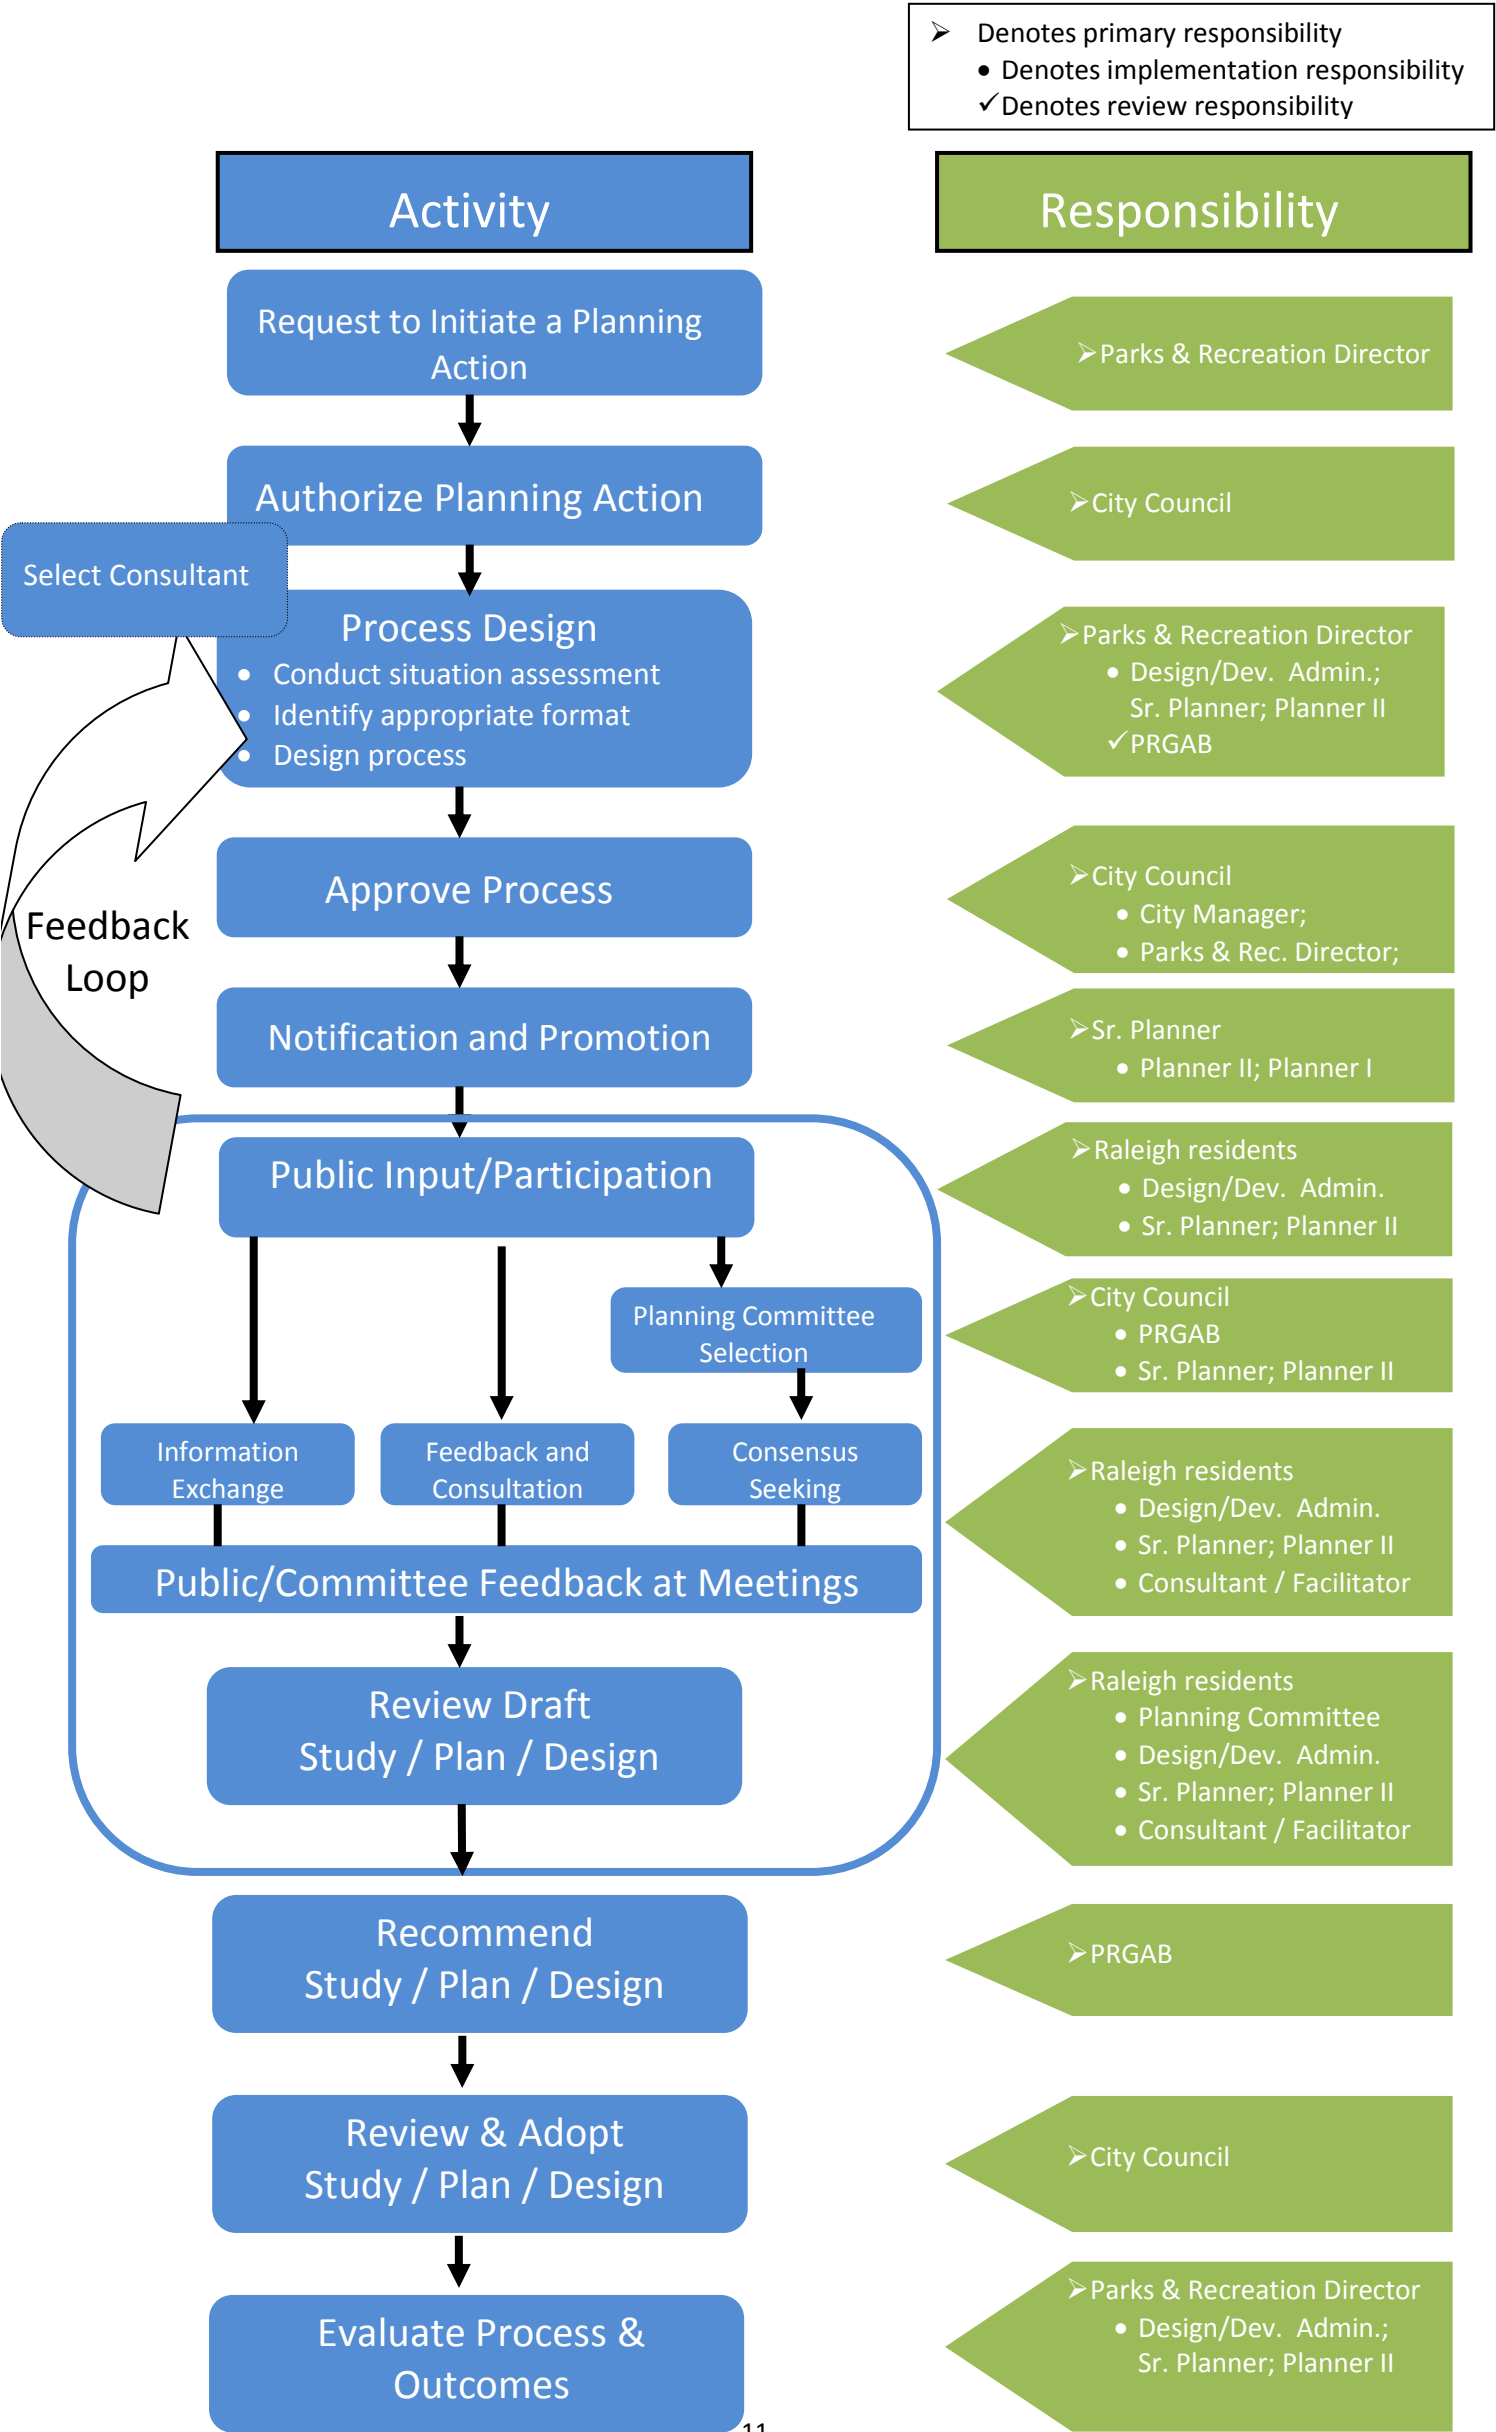 ➢ Denotes primary responsibility
• Denotes implementation responsibility
✓Denotes review responsibility
Activity
Responsibility
Request to Initiate a Planning
Action
➢Parks & Recreation Director
Authorize Planning Action
➢City Council
Select Consultant
Process Design
• Conduct situation assessment
• Identify appropriate format
• Design process
➢Parks & Recreation Director
• Design/Dev. Admin.;
Sr. Planner; Planner II
✓PRGAB
Approve Process
➢City Council
• City Manager;
• Parks & Rec. Director;
Feedback
Loop
Notification and Promotion
➢Sr. Planner
• Planner II; Planner I
Public Input/Participation
➢Raleigh residents
• Design/Dev. Admin.
• Sr. Planner; Planner II
Planning Committee
Selection
➢City Council
• PRGAB
• Sr. Planner; Planner II
Information
Exchange
Feedback and
Consultation
Consensus
Seeking
Public/Committee Feedback at Meetings
➢Raleigh residents
• Design/Dev. Admin.
• Sr. Planner; Planner II
• Consultant / Facilitator
Review Draft
Study / Plan / Design
➢Raleigh residents
• Planning Committee
• Design/Dev. Admin.
• Sr. Planner; Planner II
• Consultant / Facilitator
Recommend
Study / Plan / Design
➢PRGAB
Review & Adopt
Study / Plan / Design
➢City Council
Evaluate Process &
Outcomes
➢Parks & Recreation Director
• Design/Dev. Admin.;
Sr. Planner; Planner II
11